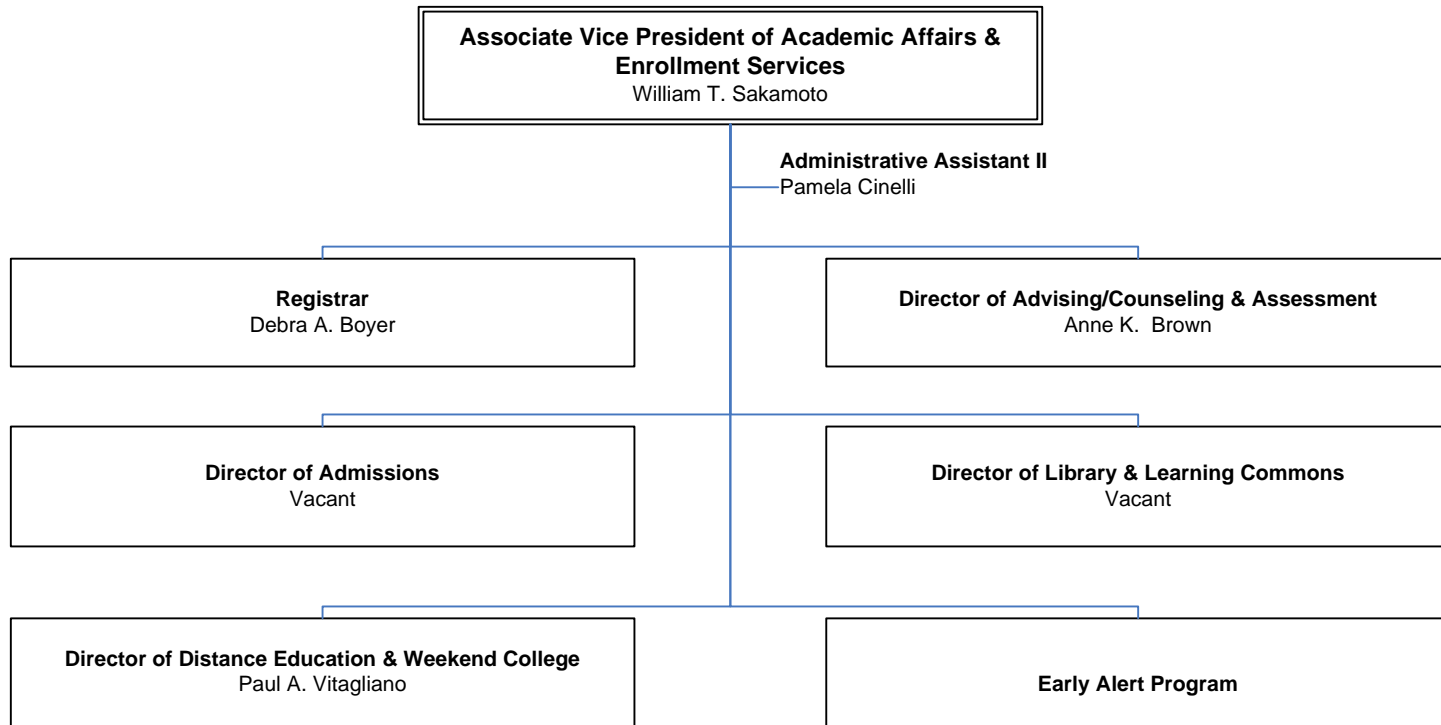 Associate Vice President of Academic Affairs &
Enrollment Services
William T. Sakamoto
Administrative Assistant II
Pamela Cinelli
Registrar
Debra A. Boyer
Director of Advising/Counseling & Assessment
Anne K. Brown
Director of Admissions
Vacant
Director of Library & Learning Commons
Vacant
Director of Distance Education & Weekend College
Paul A. Vitagliano
Early Alert Program